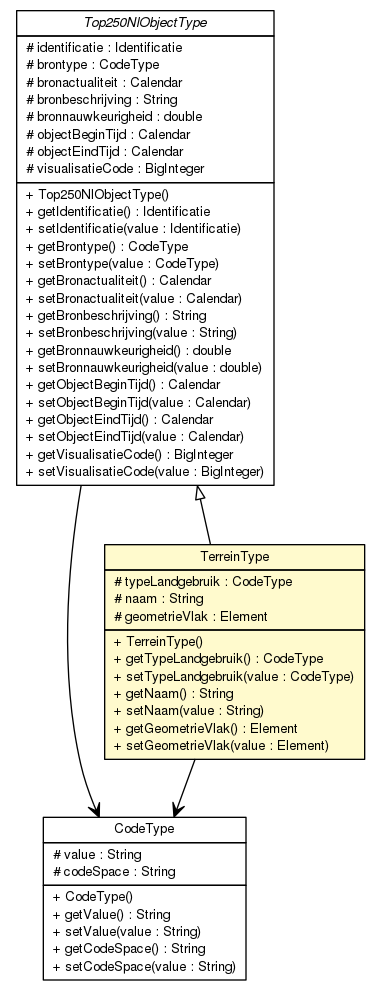 Top250NlObjectType
# identificatie : Identificatie
# brontype : CodeType
# bronactualiteit : Calendar
# bronbeschrijving : String
# bronnauwkeurigheid : double
# objectBeginTijd : Calendar
# objectEindTijd : Calendar
# visualisatieCode : BigInteger
+ Top250NlObjectType()
+ getIdentificatie() : Identificatie
+ setIdentificatie(value : Identificatie)
+ getBrontype() : CodeType
+ setBrontype(value : CodeType)
+ getBronactualiteit() : Calendar
+ setBronactualiteit(value : Calendar)
+ getBronbeschrijving() : String
+ setBronbeschrijving(value : String)
+ getBronnauwkeurigheid() : double
+ setBronnauwkeurigheid(value : double)
+ getObjectBeginTijd() : Calendar
+ setObjectBeginTijd(value : Calendar)
+ getObjectEindTijd() : Calendar
+ setObjectEindTijd(value : Calendar)
+ getVisualisatieCode() : BigInteger
+ setVisualisatieCode(value : BigInteger)
TerreinType
# typeLandgebruik : CodeType
# naam : String
# geometrieVlak : Element
+ TerreinType()
+ getTypeLandgebruik() : CodeType
+ setTypeLandgebruik(value : CodeType)
+ getNaam() : String
+ setNaam(value : String)
+ getGeometrieVlak() : Element
+ setGeometrieVlak(value : Element)
CodeType
# value : String
# codeSpace : String
+ CodeType()
+ getValue() : String
+ setValue(value : String)
+ getCodeSpace() : String
+ setCodeSpace(value : String)